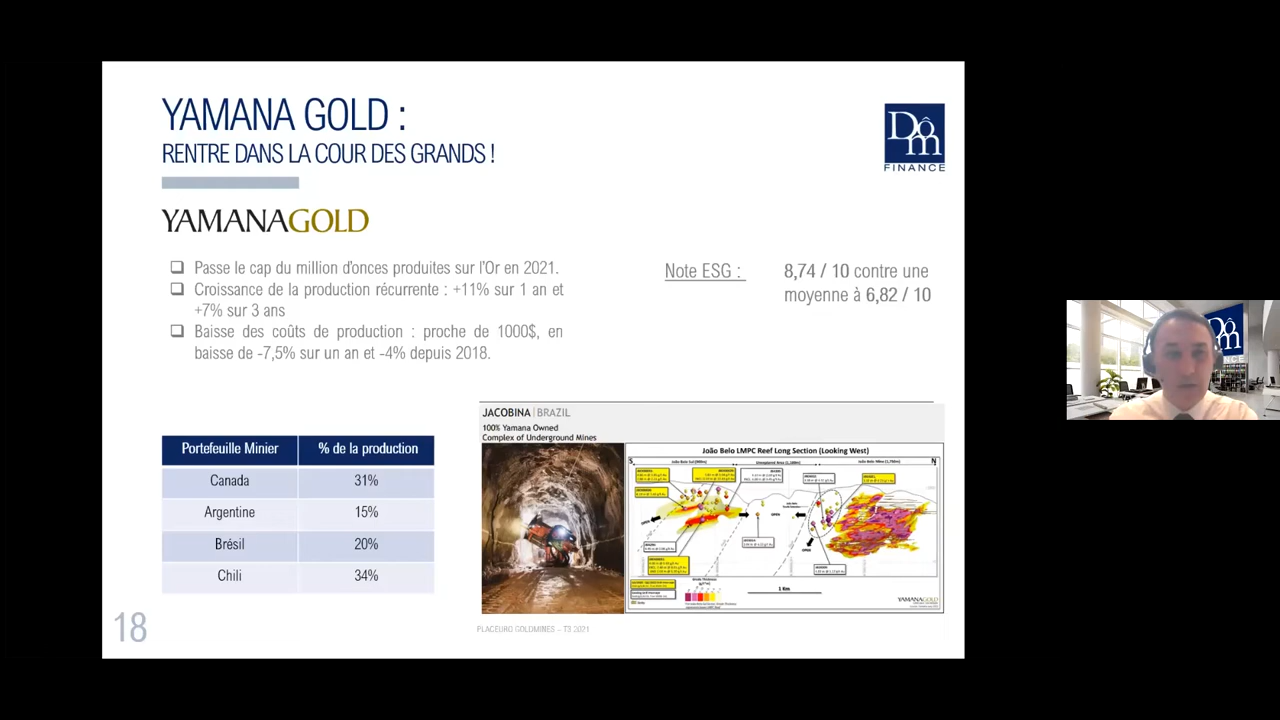 YAMANA GOLD :
RENTRE DANS LA COUR DES GRANDS !
Dôm
FINANCE
YAMANAGOLD
Passe le cap du million d'onces produites sur l'Or en 2021.
Croissance de la production récurrente : +11% sur 1 an et
+7% sur 3 ans
Baisse des coûts de production : proche de 1000$, en
baisse de -7,5% sur un an et -4% depuis 2018.
Note ESG :
8,74 / 10 contre une
moyenne à 6,82 / 10
Portefeuille Minier % de la production
Canada 31%
Argentine 15%
Brésil 20%
Chili 34%
JACOBINA | BRAZIL
100% Yamana Owned
Complex of Underground Mines
João Belo LMPC Reef Long Section (Looking West)
S
N
OPEN
OPEN
OPEN
1 Km
YAMANAGOLD
18
PLACEURO GOLDMINES – T3 2021
Dôm